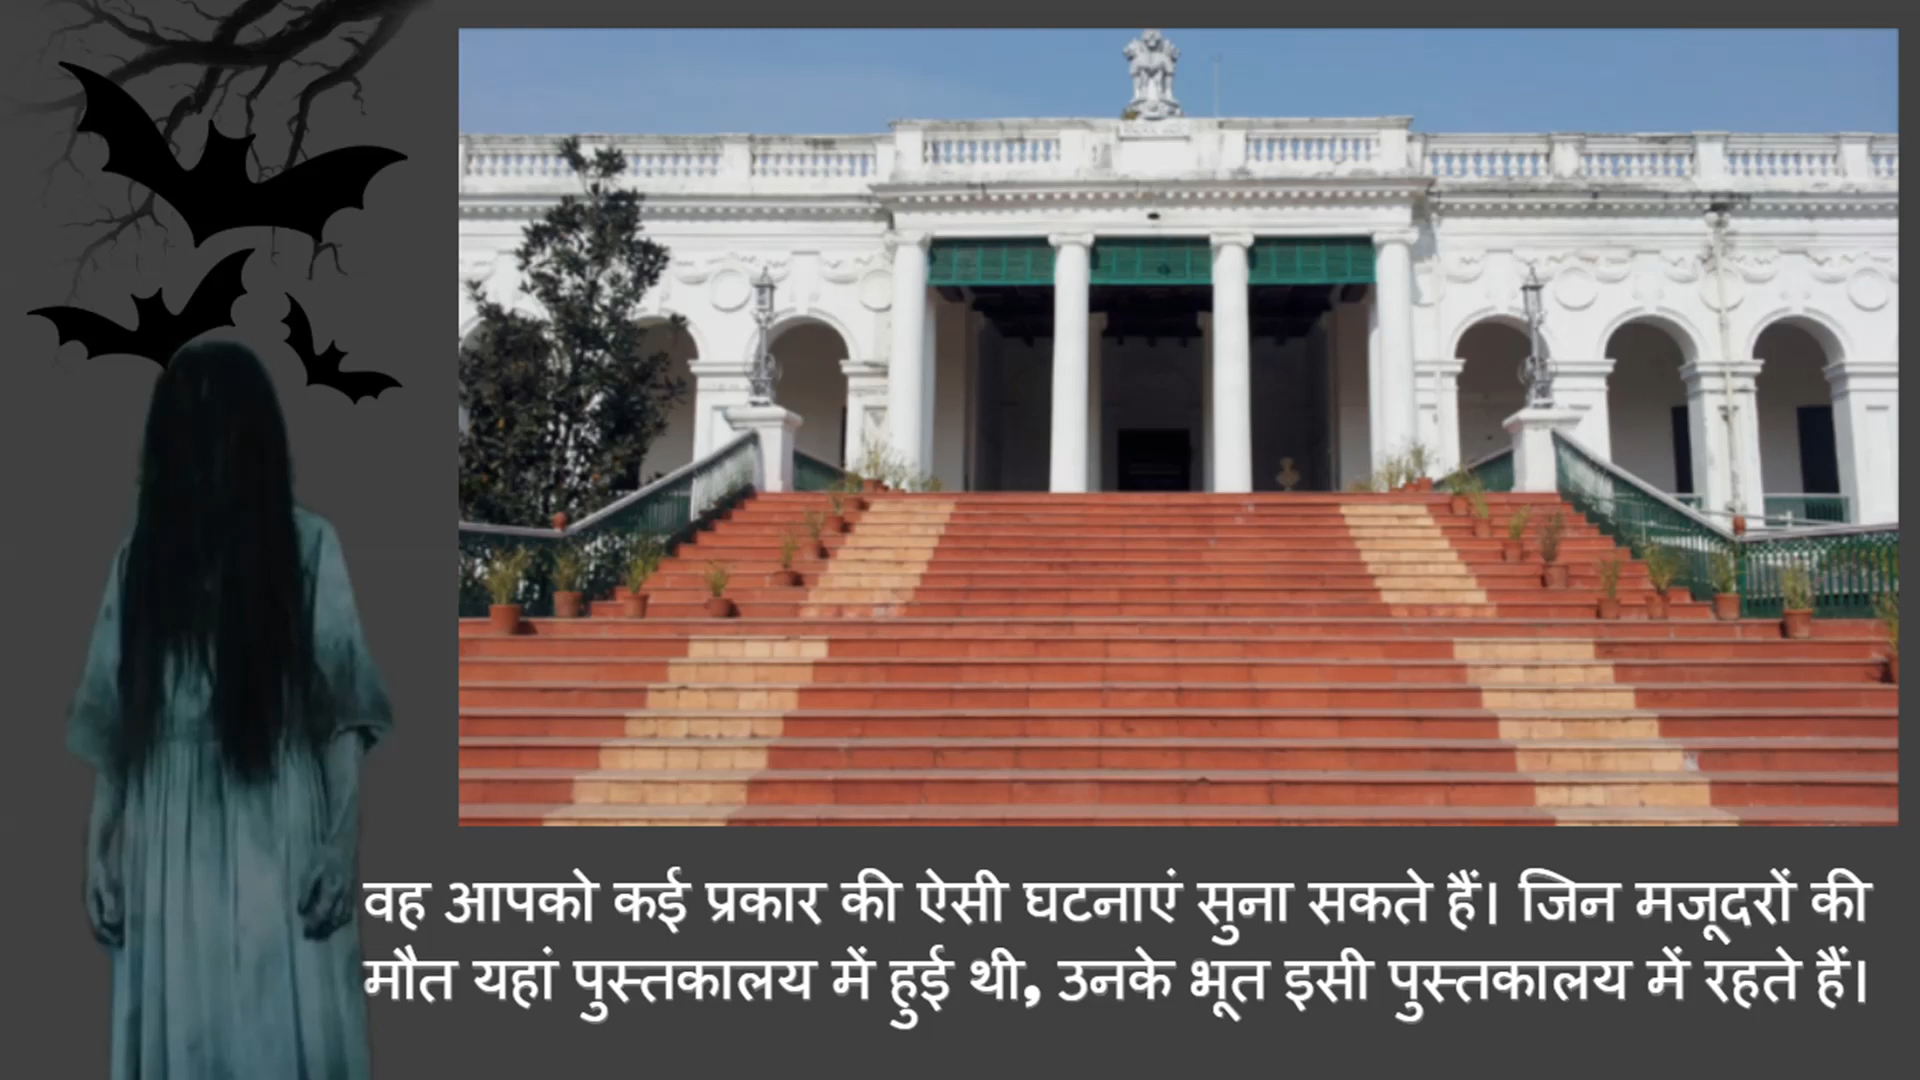 वह आपको कई प्रकार की ऐसी घटनाएं सुना सकते हैं। जिन मजूदरों की
मौत यहां पुस्तकालय में हुई थी, उनके भूत इसी पुस्तकालय में रहते हैं।